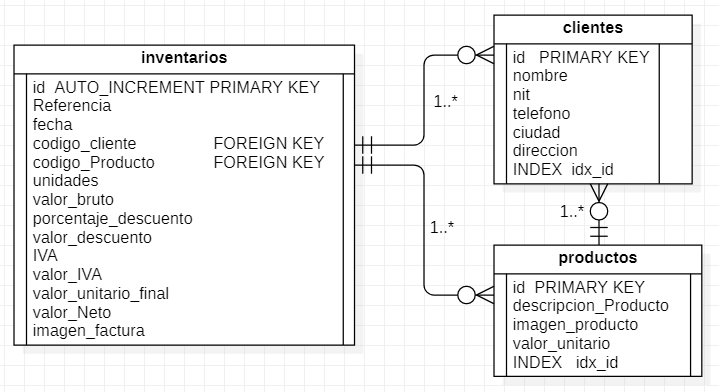 inventarios
id AUTO_INCREMENT PRIMARY KEY
Referencia
fecha
codigo_cliente FOREIGN KEY
codigo_Producto FOREIGN KEY
unidades
valor_bruto
porcentaje_descuento
valor_descuento
IVA
valor_IVA
valor_unitario_final
valor_Neto
imagen_factura
1..*
1..*
clientes
id PRIMARY KEY
nombre
nit
telefono
ciudad
direccion
INDEX idx_id
1..*
productos
id PRIMARY KEY
descripcion_Producto
imagen_producto
valor_unitario
INDEX idx_id